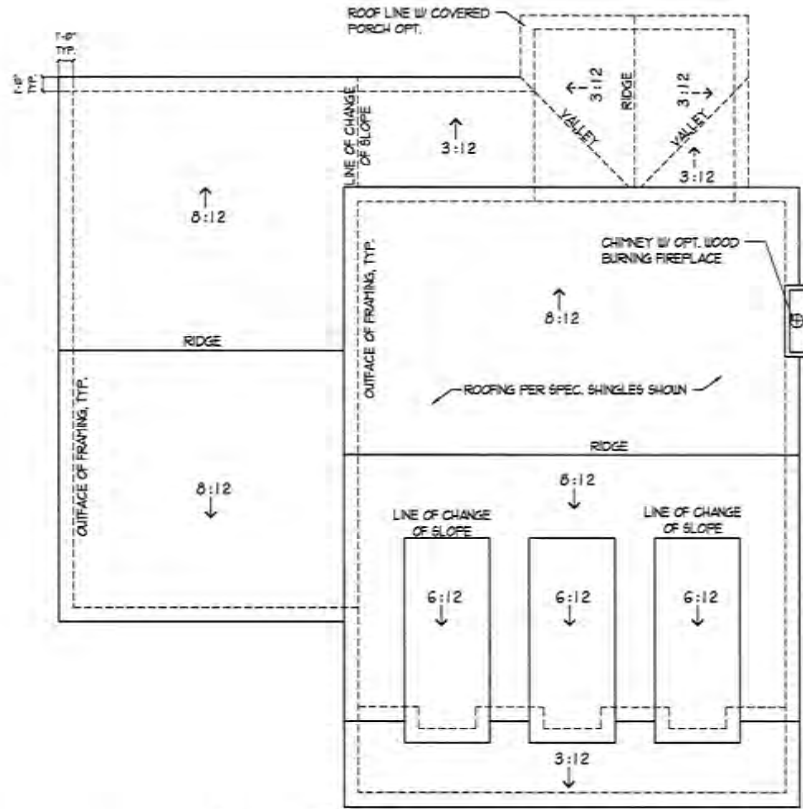 ROOF LINE W/ COVERED
PORCH OPT.
1'-0"
TYP.
1'-0"
TYP.
3:12
RIDGE
3:12
VALLEY
VALLEY
LINE OF CHANGE
OF SLOPE
3:12
3:12
8:12
OUTFACE OF FRAMING, TYP.
CHIMNEY W/ OPT. WOOD
BURNING FIREPLACE
8:12
RIDGE
ROOFING PER SPEC. SHINGLES SHOWN
OUTFACE OF FRAMING, TYP.
RIDGE
8:12
8:12
LINE OF CHANGE
OF SLOPE
LINE OF CHANGE
OF SLOPE
6:12
6:12
6:12
3:12